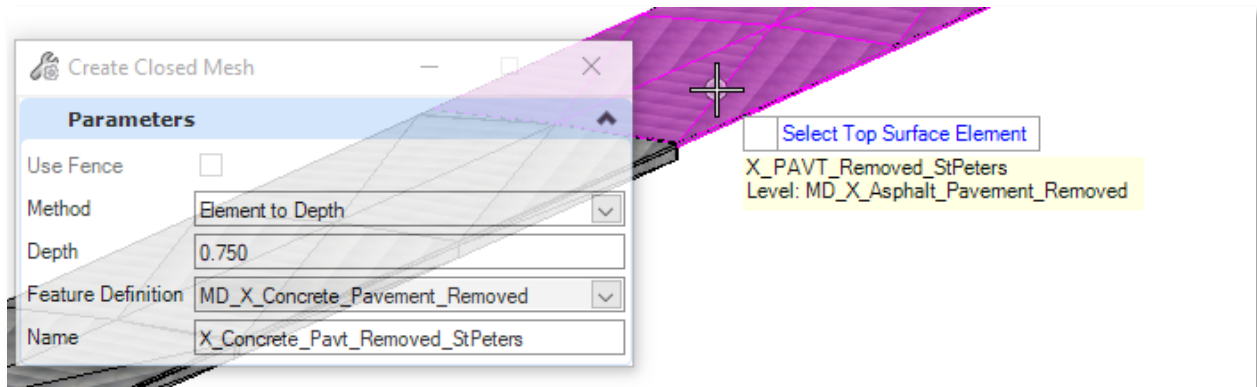 Create Closed Mesh
Parameters
Use Fence
Method Element to Depth
Depth 0.750
Feature Definition MD_X_Concrete_Pavement_Removed
Name X_Concrete_Pavt_Removed_StPeters
Select Top Surface Element
X_PAVT_Removed_StPeters
Level: MD_X_Asphalt_Pavement_Removed